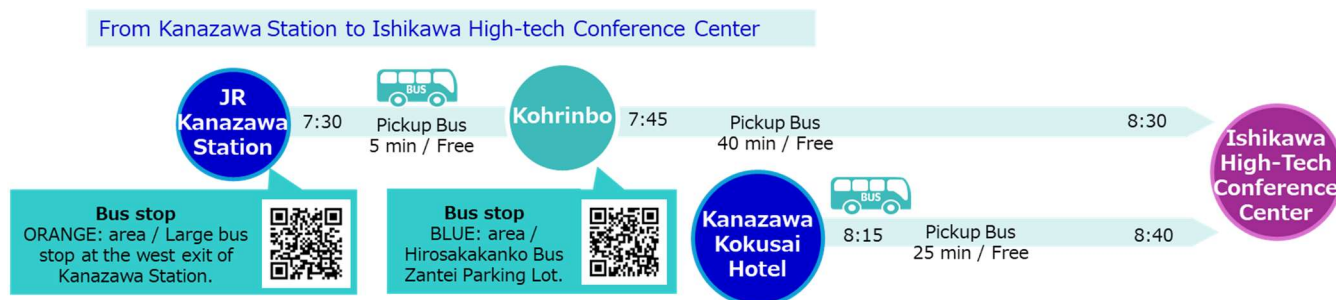 From Kanazawa Station to Ishikawa High-tech Conference Center
JR
Kanazawa
Station
7:30
BUS
Pickup Bus
5 min / Free
Kohrinbo
7:45
Pickup Bus
40 min / Free
8:30
Ishikawa
High-Tech
Conference
Center
Bus stop
ORANGE: area / Large bus
stop at the west exit of
Kanazawa Station.
Bus stop
BLUE: area /
Hirosakakanko Bus
Zantei Parking Lot.
Kanazawa
Kokusai
Hotel
8:15
BUS
Pickup Bus
25 min / Free
8:40